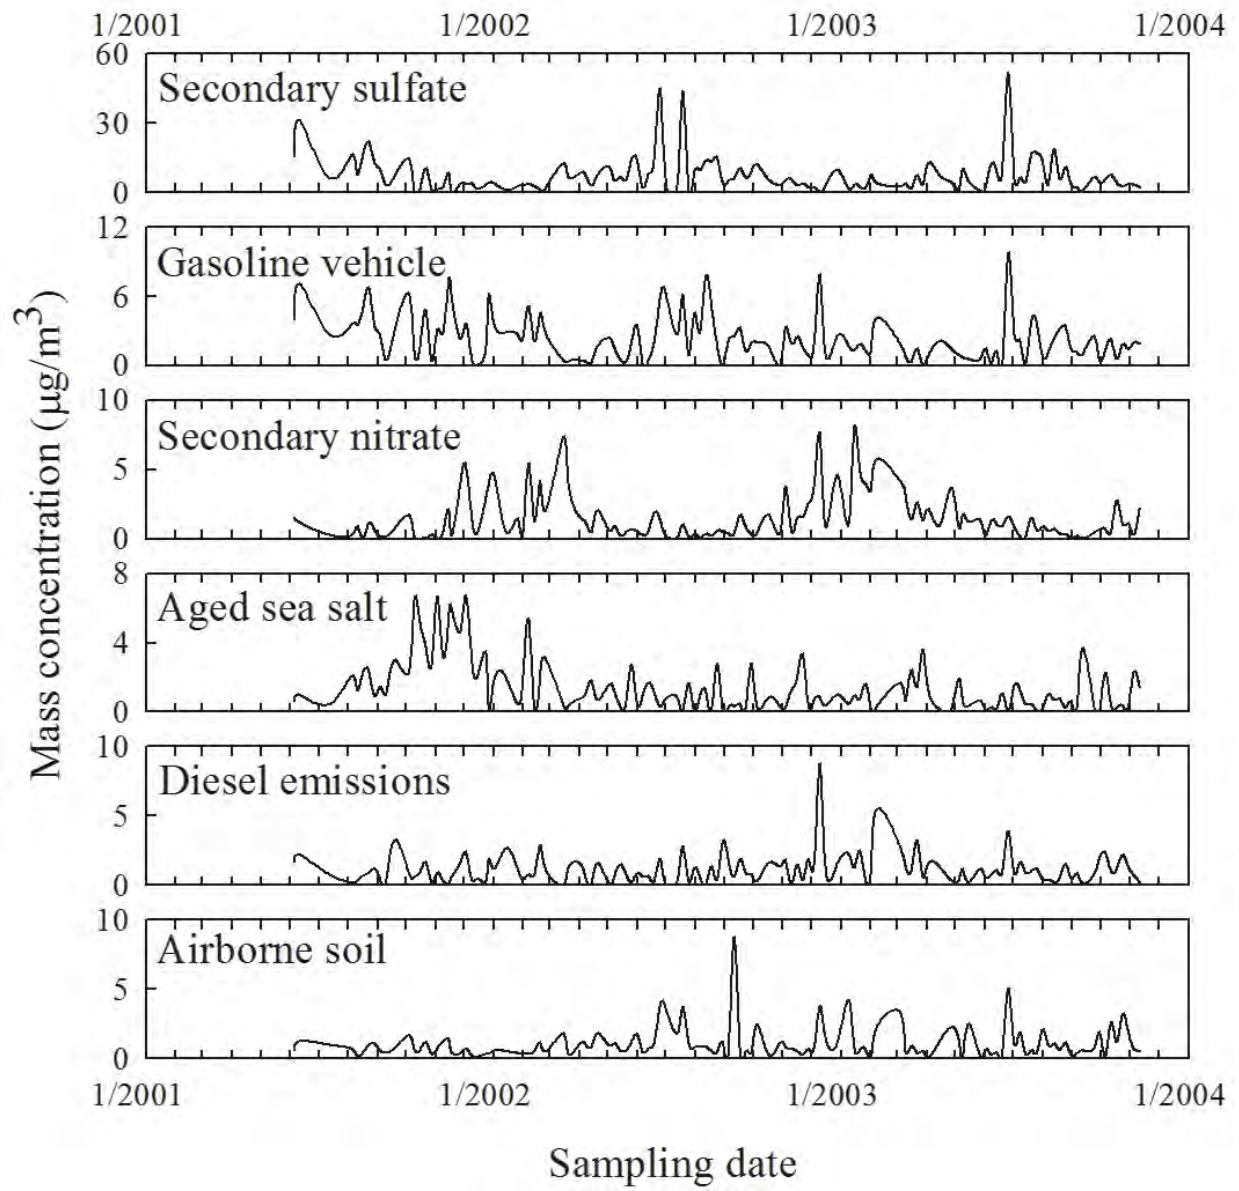 1/2001 1/2002 1/2003 1/2004
60
Secondary sulfate
30
0
12
Gasoline vehicle
6
0
10
Secondary nitrate
5
0
8
Aged sea salt
4
0
10
Diesel emissions
5
0
10
Airborne soil
5
0
Mass concentration (μg/m³)
1/2001 1/2002 1/2003 1/2004
Sampling date